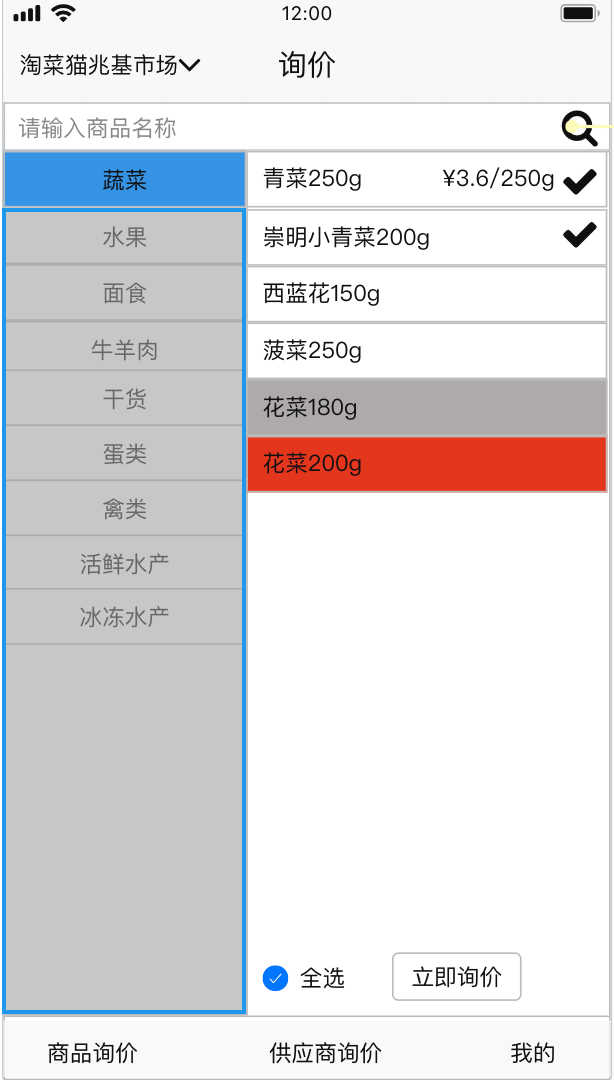 12:00
淘菜猫兆基市场
询价
请输入商品名称
蔬菜
青菜250g ¥3.6/250g
水果
崇明小青菜200g
面食
西蓝花150g
牛羊肉
菠菜250g
干货
花菜180g
蛋类
花菜200g
禽类
活鲜水产
冰冻水产
全选 立即询价
商品询价 供应商询价 我的